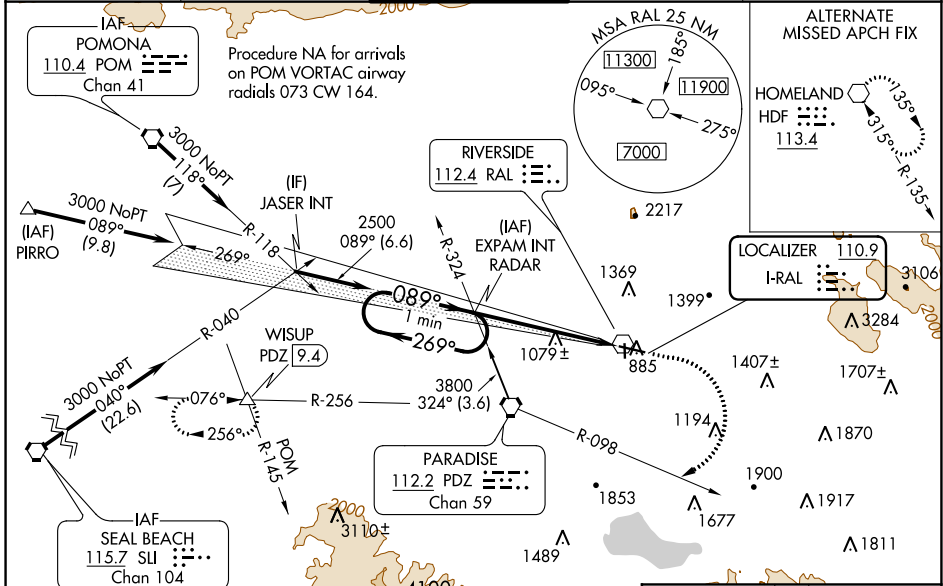 2000
IAF
POMONA
110.4 POM
Chan 41
Procedure NA for arrivals
on POM VORTAC airway
radials 073 CW 164.
MSA RAL 25 NM
11300
185°
11900
095°
275°
7000
ALTERNATE
MISSED APCH FIX
HOMELAND
HDF
113.4
135°
315°
R-135
3000 NoPT
118°
(7)
RIVERSIDE
112.4 RAL
2217
(IF)
JASER INT
3000 NoPT
089°
(9.8)
(IAF)
PIRRO
R-118
269°
2500
089° (6.6)
R-324
(IAF)
EXPAM INT
RADAR
LOCALIZER 110.9
I-RAL
3106
2000
1369
1399
3284
089°
1 min
269°
1079±
885
1407±
1707±
R-040
WISUP
PDZ 9.4
3800
324° (3.6)
3000 NoPT
040°
(22.6)
076°
256°
R-256
R-098
1194
1870
POM
R-145
PARADISE
112.2 PDZ
Chan 59
1853
1900
1677
1917
2000
3110±
1489
1811
IAF
SEAL BEACH
115.7 SLI
Chan 104